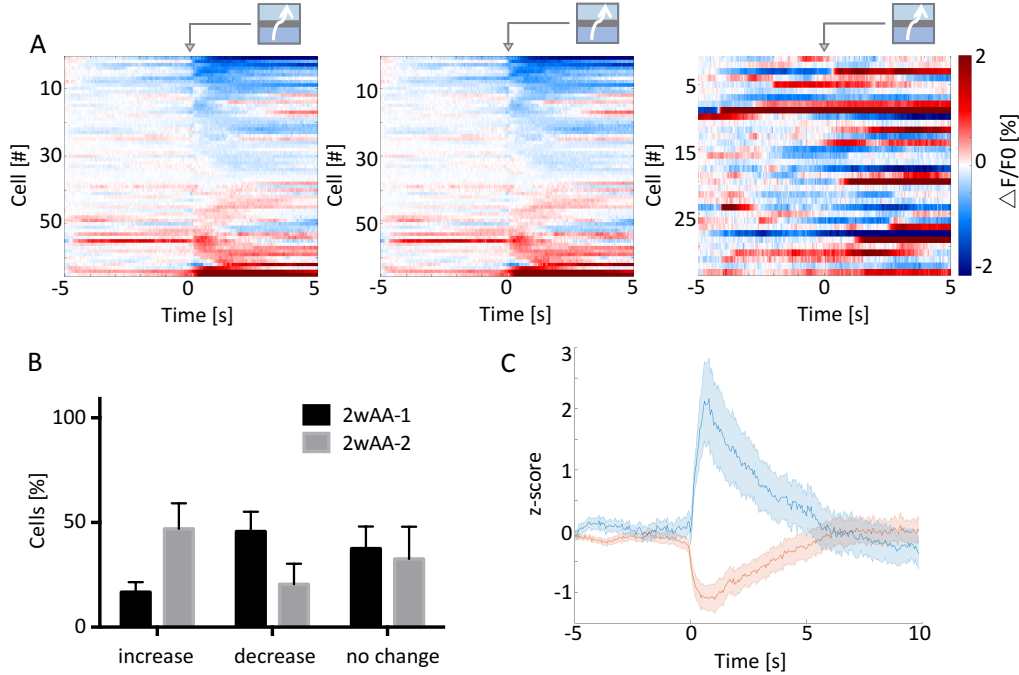 A
10
30
50
Cell [#]
-5
0
5
Time [s]
10
30
50
Cell [#]
-5
0
5
Time [s]
5
15
25
Cell [#]
-5
0
5
Time [s]
2
0
-2
△F/F0 [%]
B
100
50
0
Cells [%]
2wAA-1
2wAA-2
increase
decrease
no change
C
3
2
1
0
-1
z-score
-5
0
5
10
Time [s]